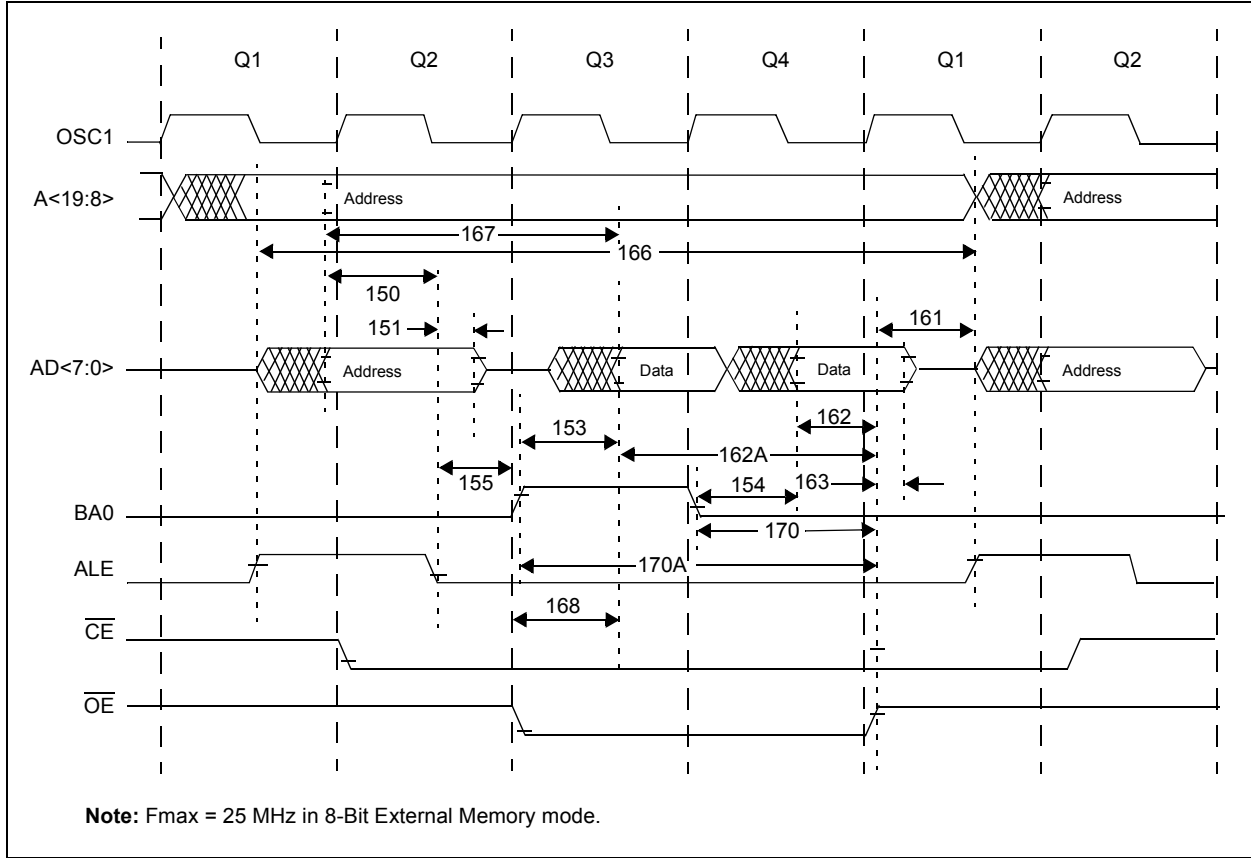 Q1 Q2 Q3 Q4 Q1 Q2
OSC1
A<19:8> Address Address
167
166
150
151 161
AD<7:0> Address Data Data Address
162
153
162A
155 154 163
BA0
170
ALE 170A
168
CE
OE
Note: Fmax = 25 MHz in 8-Bit External Memory mode.